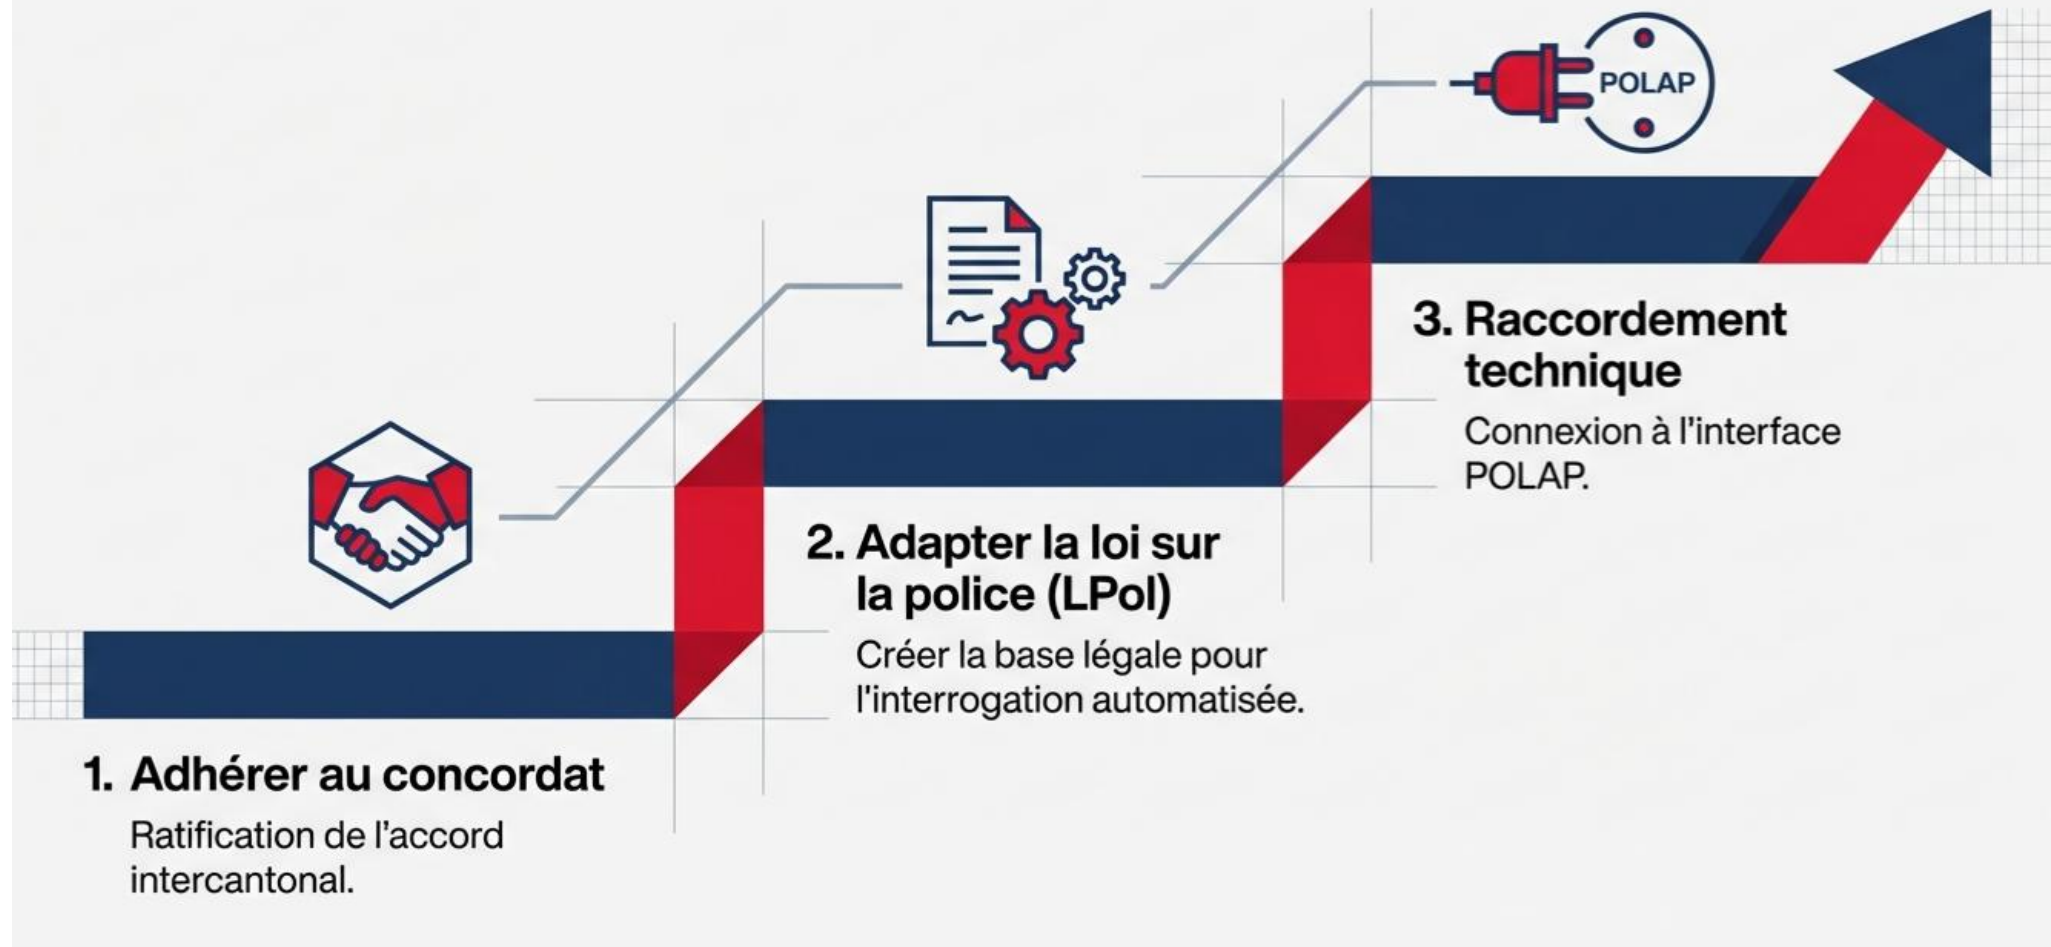 1. Adhérer au concordat
Ratification de l'accord
intercantonal.
2. Adapter la loi sur
la police (LPol)
Créer la base légale pour
l'interrogation automatisée.
POLAP
3. Raccordement
technique
Connexion à l'interface
POLAP.